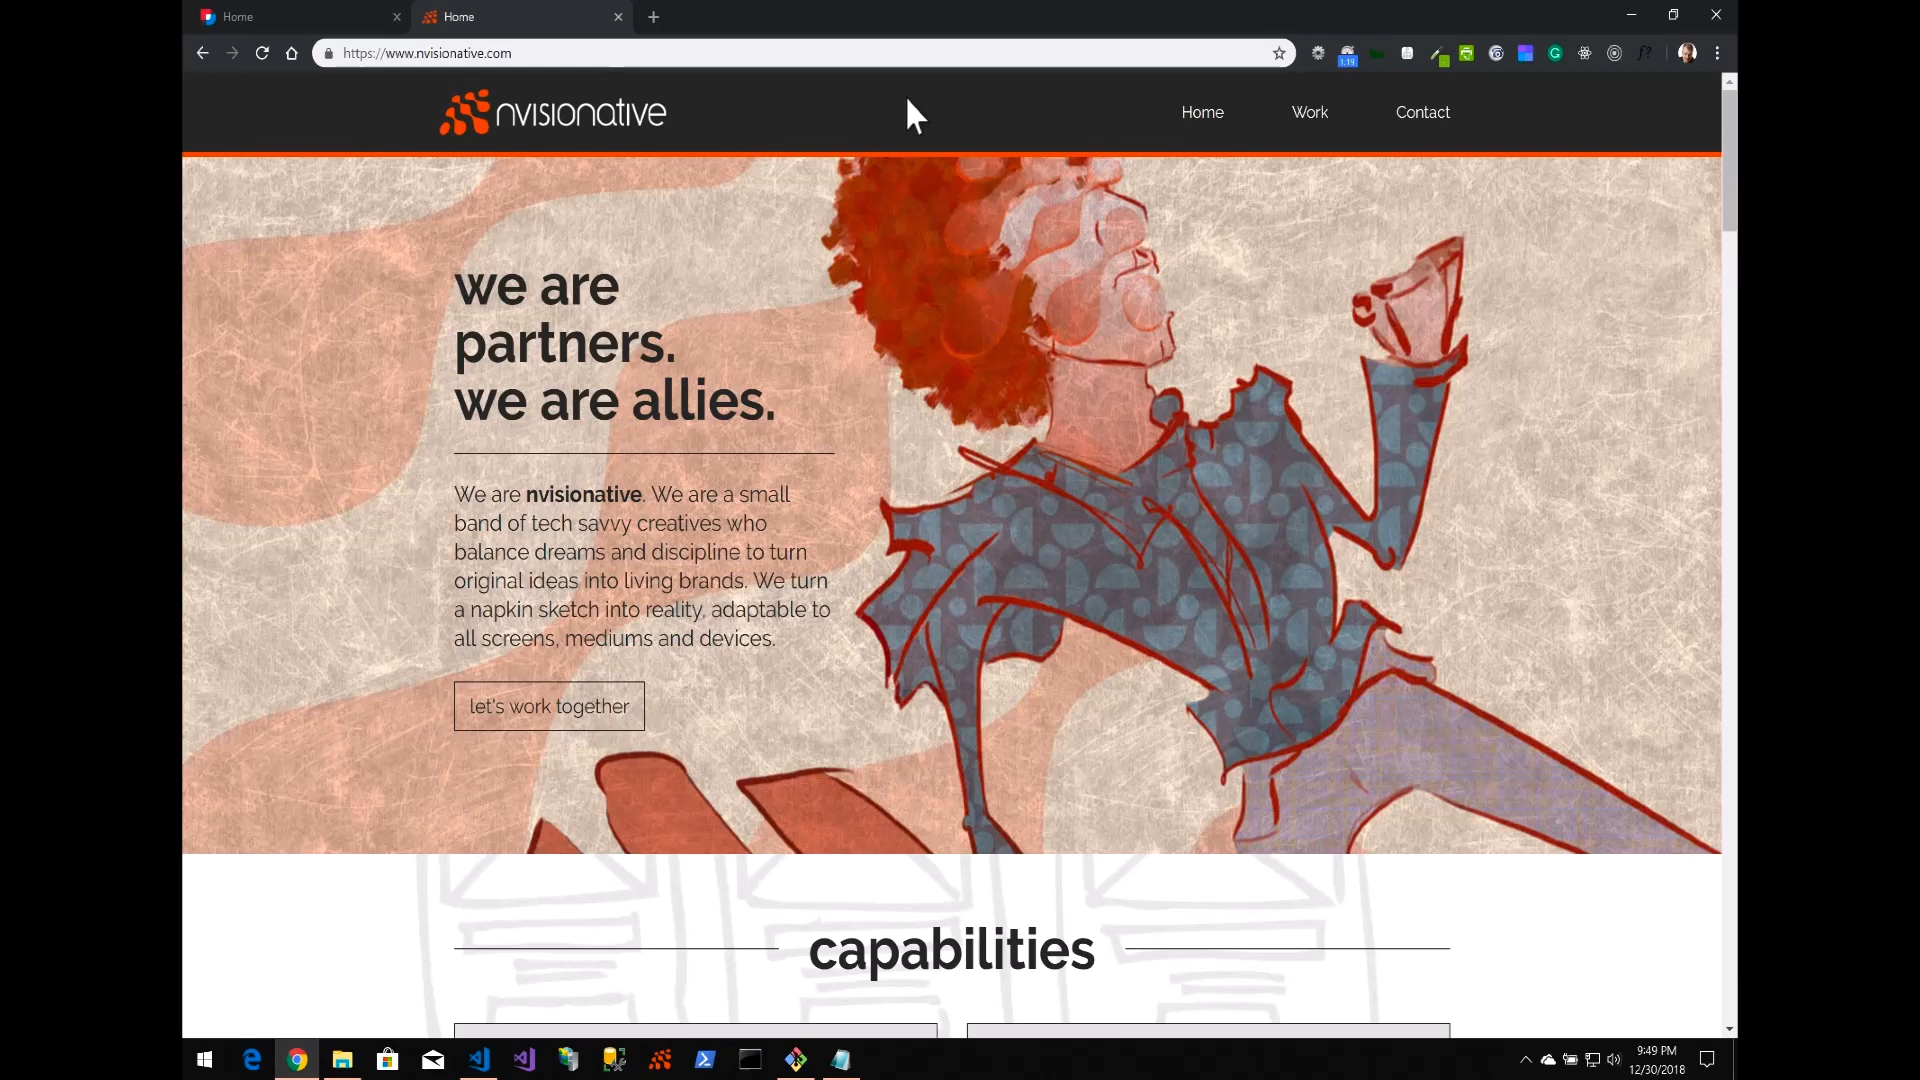 Home
Home
https://www.nvisionative.com
1.19
nvisionative
Home
Work
Contact
we are
partners.
we are allies.
We are nvisionative. We are a small
band of tech savvy creatives who
balance dreams and discipline to turn
original ideas into living brands. We turn
a napkin sketch into reality, adaptable to
all screens, mediums and devices.
let's work together
capabilities
9:49 PM
12/30/2018